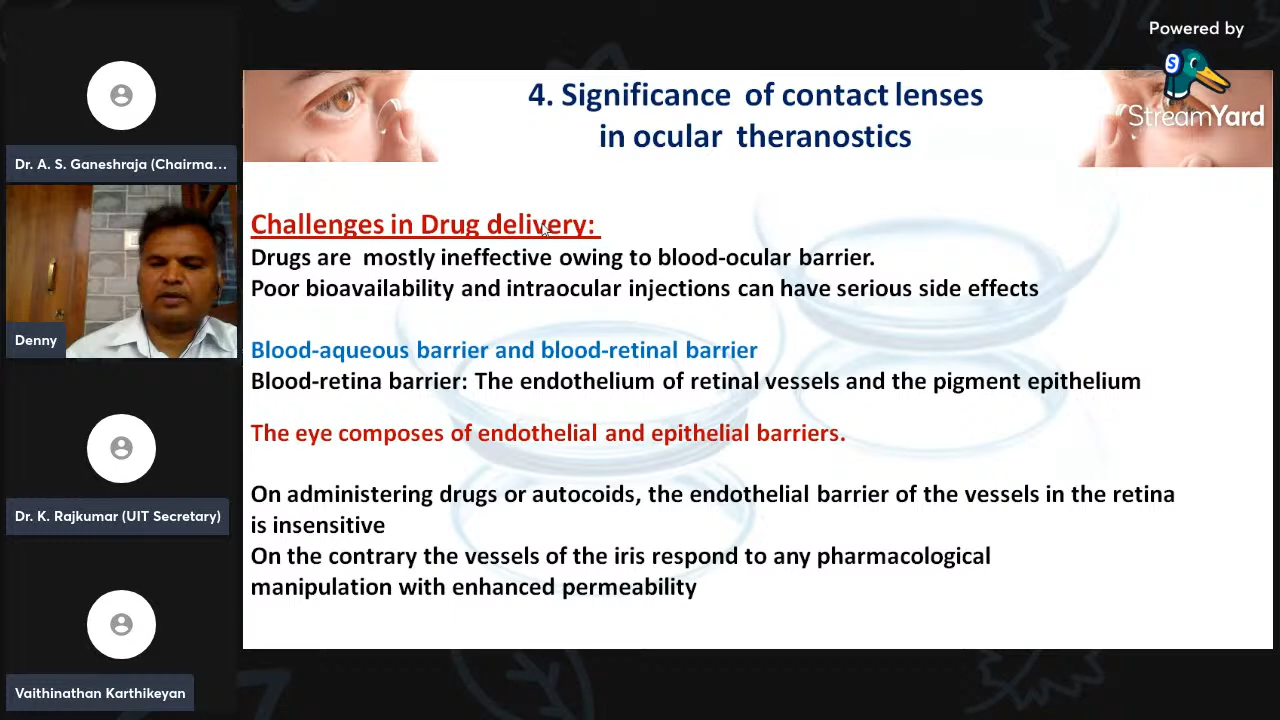 Powered by
S
StreamYard
Dr. A. S. Ganeshraja (Chairma...
Denny
Dr. K. Rajkumar (UIT Secretary)
Vaithinathan Karthikeyan
4. Significance of contact lenses
in ocular theranostics
Challenges in Drug delivery:
Drugs are mostly ineffective owing to blood-ocular barrier.
Poor bioavailability and intraocular injections can have serious side effects
Blood-aqueous barrier and blood-retinal barrier
Blood-retina barrier: The endothelium of retinal vessels and the pigment epithelium
The eye composes of endothelial and epithelial barriers.
On administering drugs or autocoids, the endothelial barrier of the vessels in the retina
is insensitive
On the contrary the vessels of the iris respond to any pharmacological
manipulation with enhanced permeability